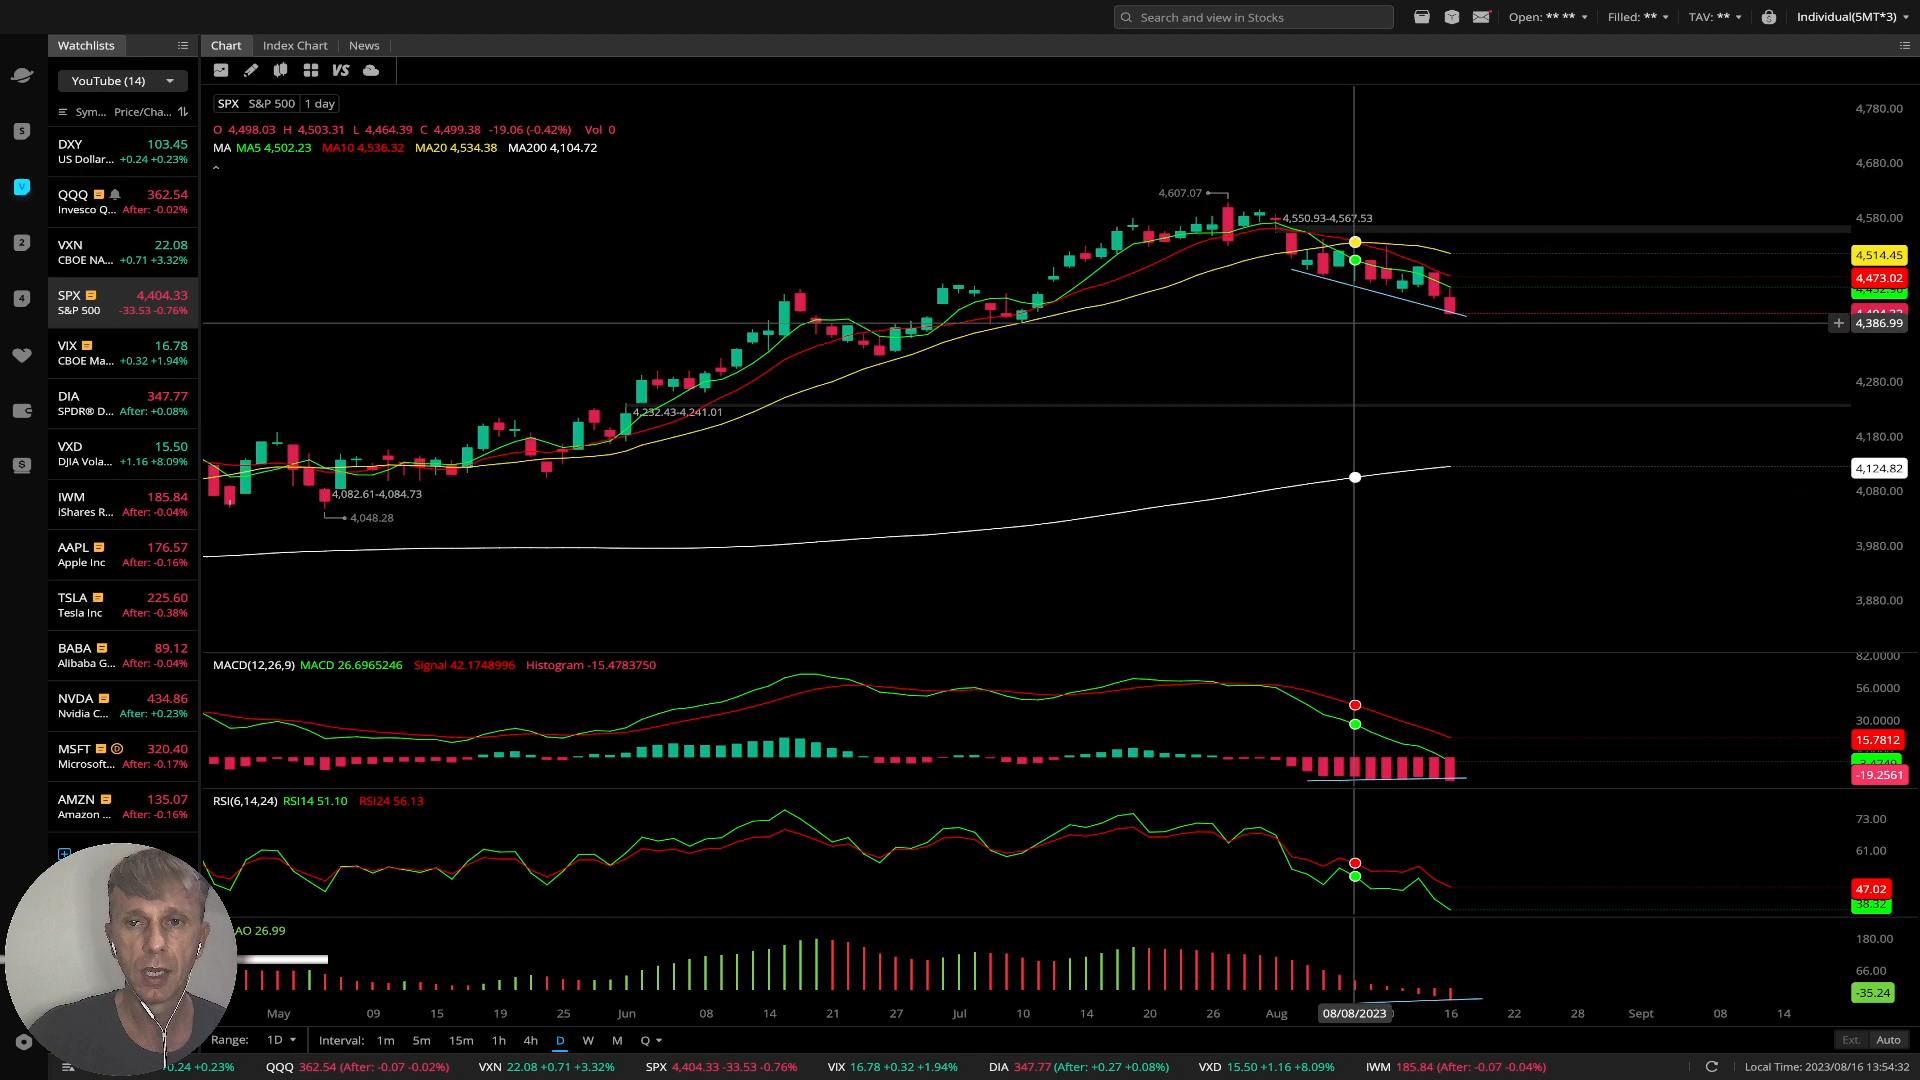 Search and view in Stocks
Open: ** **
Filled: **
TAV: **
Individual(5MT*3)
Watchlists
Chart
Index Chart
News
YouTube (14)
VS
Sym... Price/Cha...
SPX S&P 500 1 day
O 4,498.03 H 4,503.31 L 4,464.39 C 4,499.38 -19.06 (-0.42%) Vol 0
MA MA5 4,502.23 MA10 4,536.32 MA20 4,534.38 MA200 4,104.72
DXY 103.45
US Dollar... +0.24 +0.23%
QQQ 362.54
Invesco Q... After: -0.02%
VXN 22.08
CBOE NA... +0.71 +3.32%
SPX 4,404.33
S&P 500 -33.53 -0.76%
VIX 16.78
CBOE Ma... +0.32 +1.94%
DIA 347.77
SPDR® D... After: +0.08%
VXD 15.50
DJIA Vola... +1.16 +8.09%
IWM 185.84
iShares R... After: -0.04%
AAPL 176.57
Apple Inc After: -0.16%
TSLA 225.60
Tesla Inc After: -0.38%
BABA 89.12
Alibaba G... After: -0.04%
NVDA 434.86
Nvidia C... After: +0.23%
MSFT 320.40
Microsoft... After: -0.17%
AMZN 135.07
Amazon ... After: -0.16%
S
V
2
4
S
4,607.07
4,550.93-4,567.53
4,232.43-4,241.01
4,082.61-4,084.73
4,048.28
4,780.00
4,680.00
4,580.00
4,514.45
4,473.02
4,386.99
4,280.00
4,180.00
4,124.82
4,080.00
3,980.00
3,880.00
MACD(12,26,9) MACD 26.6965246 Signal 42.1748996 Histogram -15.4783750
82.0000
56.0000
30.0000
15.7812
-19.2561
RSI(6,14,24) RSI14 51.10 RSI24 56.13
73.00
61.00
47.02
38.32
AO 26.99
180.00
66.00
-35.24
May 09 15 19 25 Jun 08 14 21 27 Jul 10 14 20 26 Aug 08/08/2023 16 22 28 Sept 08 14
Range: 1D Interval: 1m 5m 15m 1h 4h D W M Q
Ext. Auto
0.24 +0.23% QQQ 362.54 (After: -0.07 -0.02%) VXN 22.08 +0.71 +3.32% SPX 4,404.33 -33.53 -0.76% VIX 16.78 +0.32 +1.94% DIA 347.77 (After: +0.27 +0.08%) VXD 15.50 +1.16 +8.09% IWM 185.84 (After: -0.07 -0.04%) Local Time: 2023/08/16 13:54:32